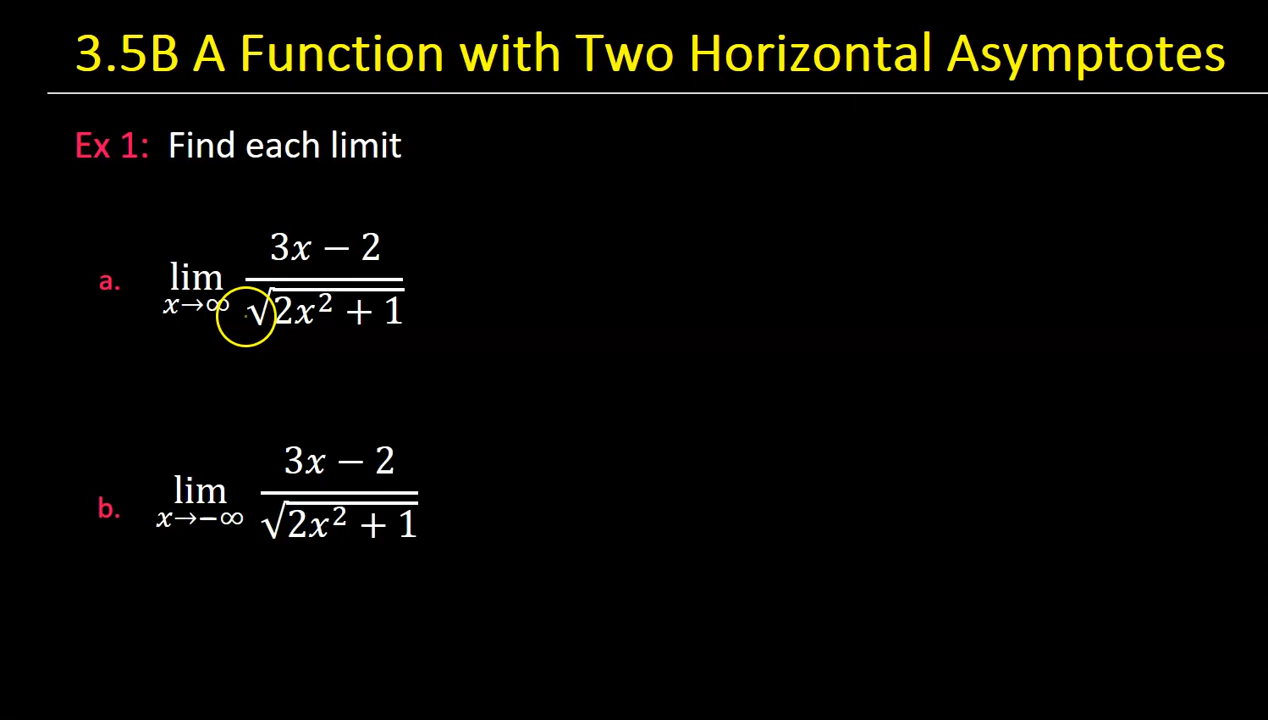 3.5B A Function with Two Horizontal Asymptotes
Ex 1: Find each limit
a. lim x→∞ (3x − 2)/√(2x² + 1)
b. lim x→−∞ (3x − 2)/√(2x² + 1)